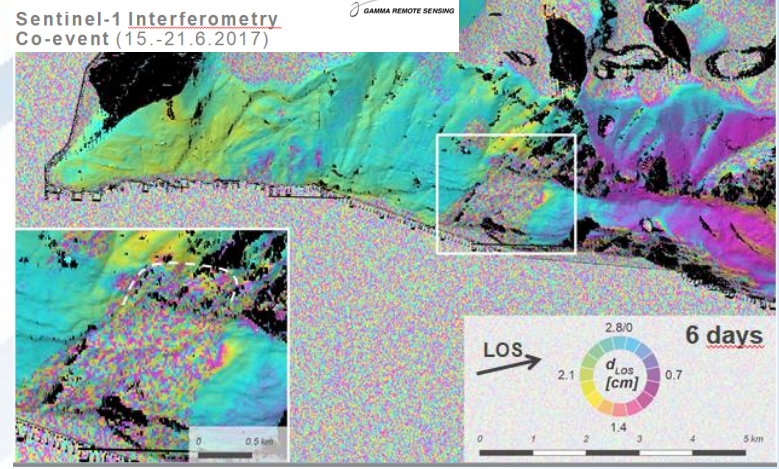 Sentinel-1 Interferometry
Co-event (15.-21.6.2017)
GAMMA REMOTE SENSING
6 days
LOS
2.8/0
2.1
dLOS
[cm]
0.7
1.4
0 0.5 km
0 1 2 3 4 5 km